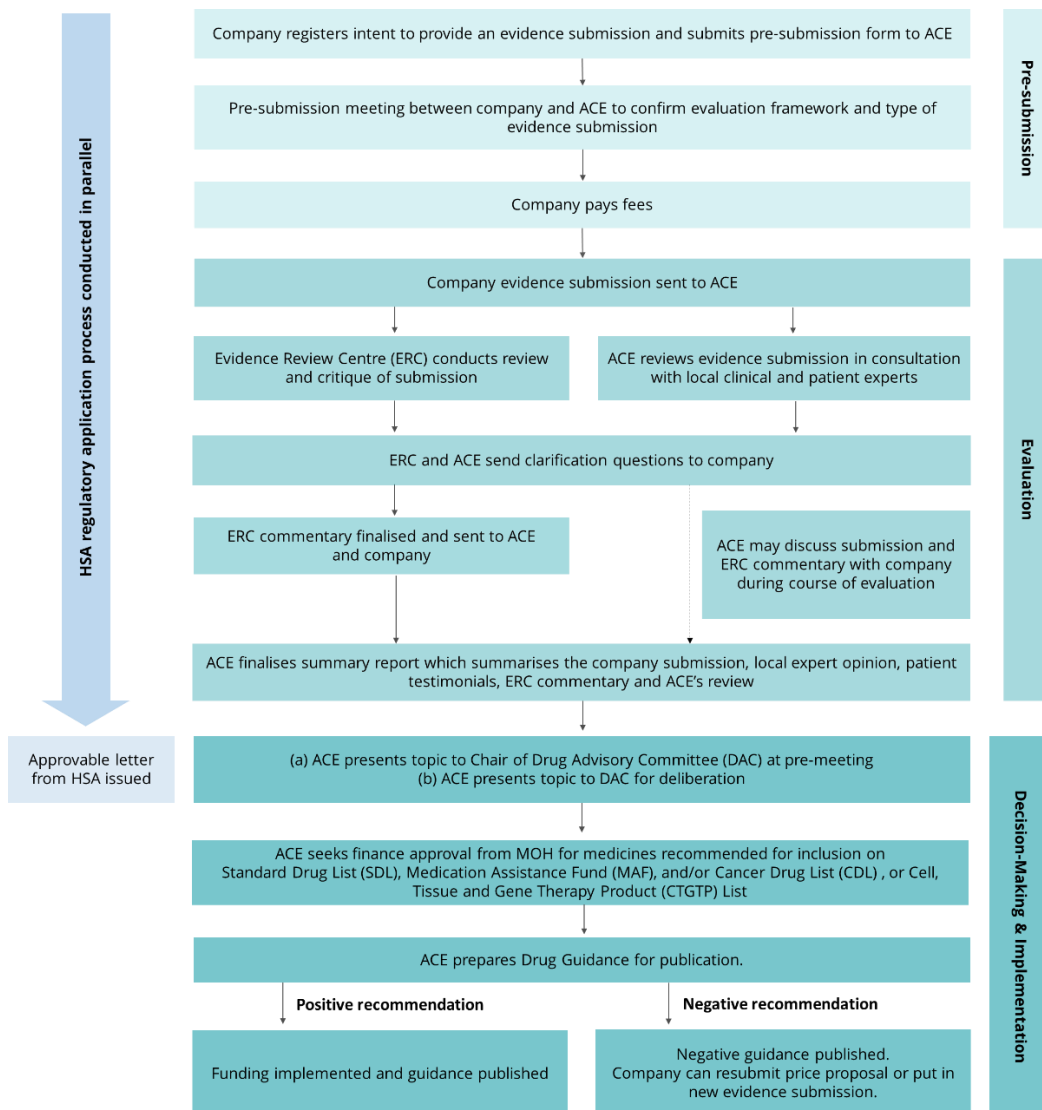 Company registers intent to provide an evidence submission and submits pre-submission form to ACE
Pre-submission meeting between company and ACE to confirm evaluation framework and type of
evidence submission
Company pays fees
Pre-submission
HSA regulatory application process conducted in parallel
Company evidence submission sent to ACE
Evidence Review Centre (ERC) conducts review
and critique of submission
ACE reviews evidence submission in consultation
with local clinical and patient experts
ERC and ACE send clarification questions to company
ERC commentary finalised and sent to ACE
and company
ACE may discuss submission and
ERC commentary with company
during course of evaluation
ACE finalises summary report which summarises the company submission, local expert opinion, patient
testimonials, ERC commentary and ACE’s review
Evaluation
Approvable letter
from HSA issued
(a) ACE presents topic to Chair of Drug Advisory Committee (DAC) at pre-meeting
(b) ACE presents topic to DAC for deliberation
ACE seeks finance approval from MOH for medicines recommended for inclusion on
Standard Drug List (SDL), Medication Assistance Fund (MAF), and/or Cancer Drug List (CDL) , or Cell,
Tissue and Gene Therapy Product (CTGTP) List
ACE prepares Drug Guidance for publication.
Positive recommendation
Negative recommendation
Funding implemented and guidance published
Negative guidance published.
Company can resubmit price proposal or put in
new evidence submission.
Decision-Making & Implementation